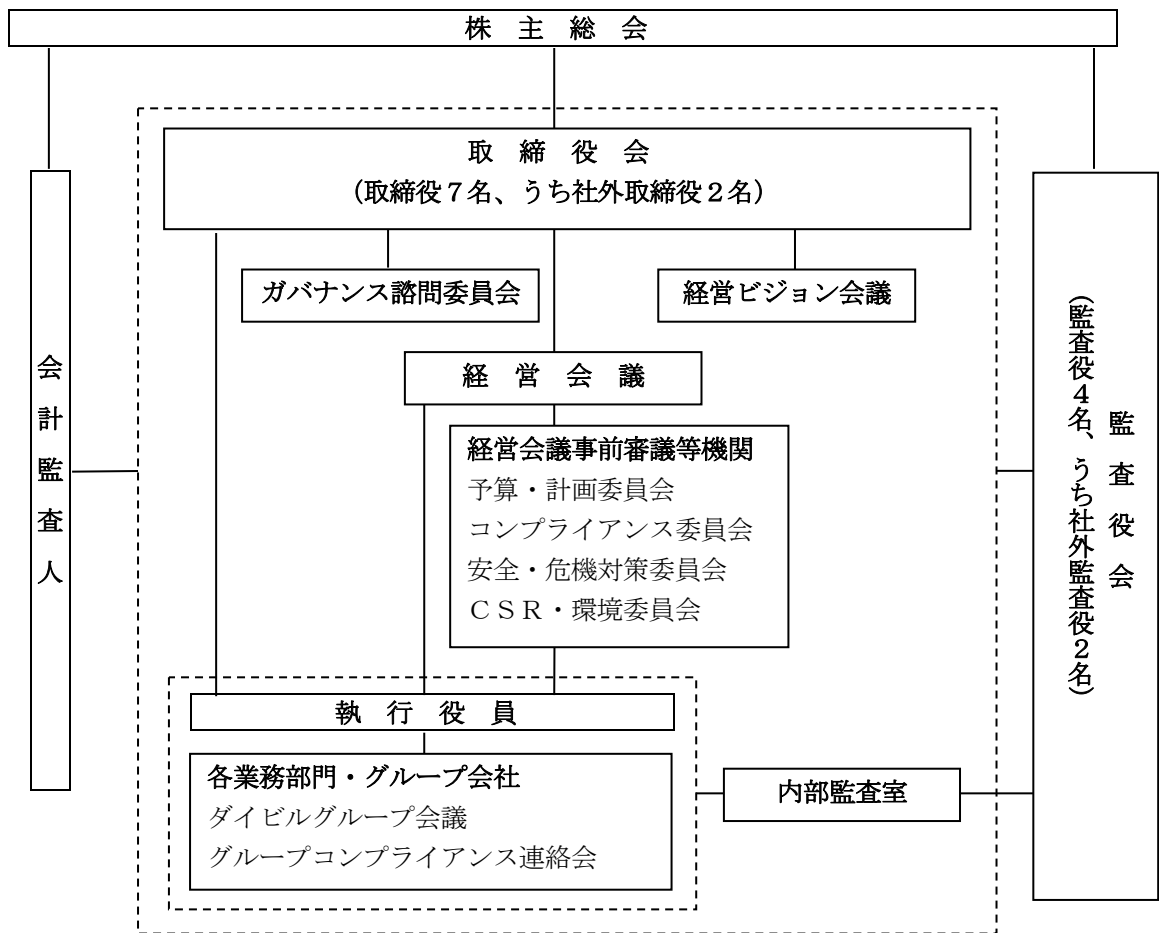 株 主 総 会
取 締 役 会
(取締役7名、うち社外取締役2名)
ガバナンス諮問委員会
経営ビジョン会議
経 営 会 議
経営会議事前審議等機関
予算・計画委員会
コンプライアンス委員会
安全・危機対策委員会
CSR・環境委員会
執 行 役 員
各業務部門・グループ会社
ダイビルグループ会議
グループコンプライアンス連絡会
内部監査室
会計監査人
監査役会
(監査役4名、うち社外監査役2名)